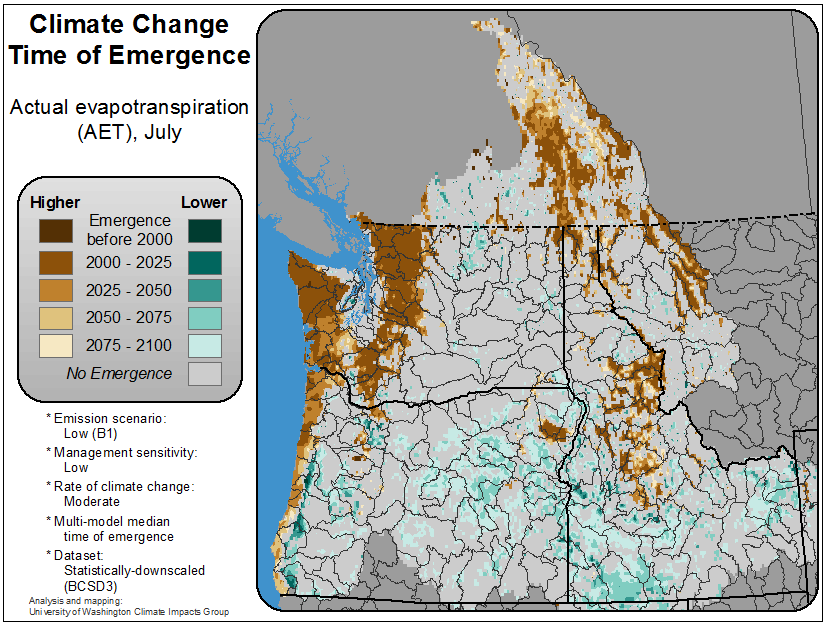 Climate Change
Time of Emergence
Actual evapotranspiration
(AET), July
Higher
Lower
Emergence
before 2000
2000 - 2025
2025 - 2050
2050 - 2075
2075 - 2100
No Emergence
* Emission scenario:
Low (B1)
* Management sensitivity:
Low
* Rate of climate change:
Moderate
* Multi-model median
time of emergence
* Dataset:
Statistically-downscaled
(BCSD3)
Analysis and mapping:
University of Washington Climate Impacts Group